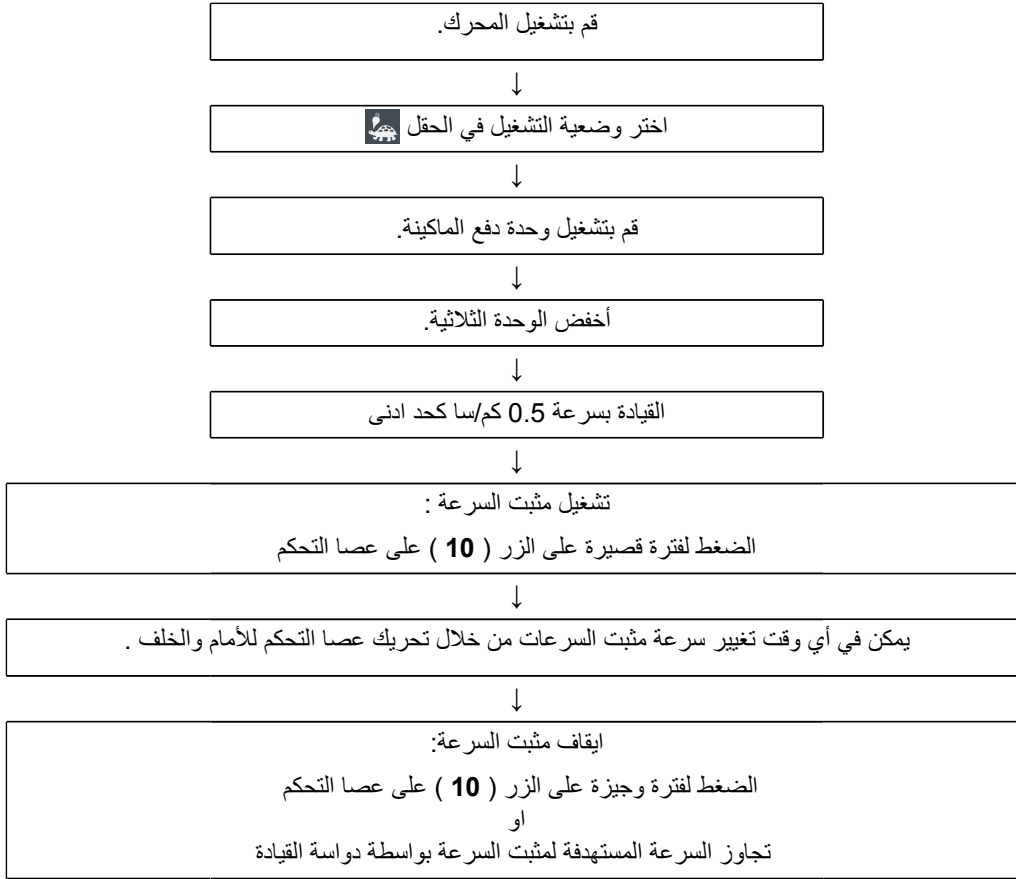 قم بتشغيل المحرك.
↓
اختر وضعية التشغيل في الحقل
↓
قم بتشغيل وحدة دفع الماكينة.
↓
أخفض الوحدة الثلاثية.
↓
القيادة بسرعة 0.5 كم/سا كحد ادنى
↓
تشغيل مثبت السرعة :
الضغط لفترة قصيرة على الزر ( 10 ) على عصا التحكم
↓
يمكن في أي وقت تغيير سرعة مثبت السرعات من خلال تحريك عصا التحكم للأمام والخلف .
↓
ايقاف مثبت السرعة:
الضغط لفترة وجيزة على الزر ( 10 ) على عصا التحكم
او
تجاوز السرعة المستهدفة لمثبت السرعة بواسطة دواسة القيادة